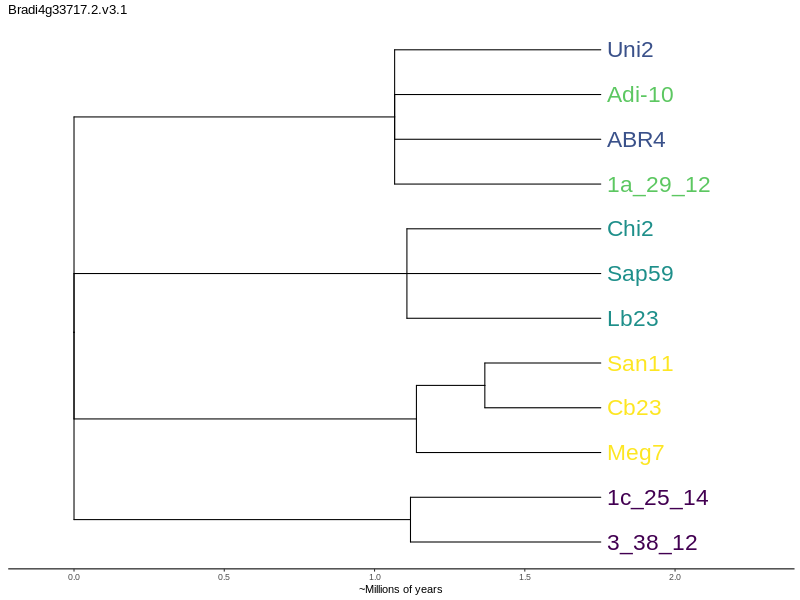 Bradi4g33717.2.v3.1
Uni2
Adi-10
ABR4
1a_29_12
Chi2
Sap59
Lb23
San11
Cb23
Meg7
1c_25_14
3_38_12
0.0 0.5 1.0 1.5 2.0
~Millions of years